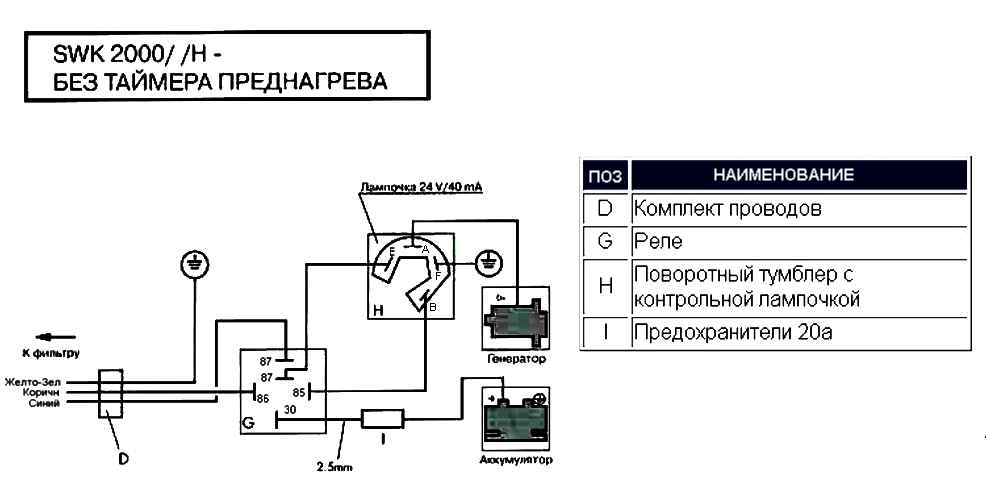 SWK 2000/ /H -
БЕЗ ТАЙМЕРА ПРЕДНАГРЕВА
ПОЗ НАИМЕНОВАНИЕ
D Комплект проводов
G Реле
H Поворотный тумблер с
контрольной лампочкой
I Предохранители 20а
Лампочка 24 V/40 mA
E A
F
B
H
D+
Генератор
К фильтру
87
87
Желто-Зел
Коричн
Синий
86 85
30
G
I
D
2.5mm
+
Аккумулятор